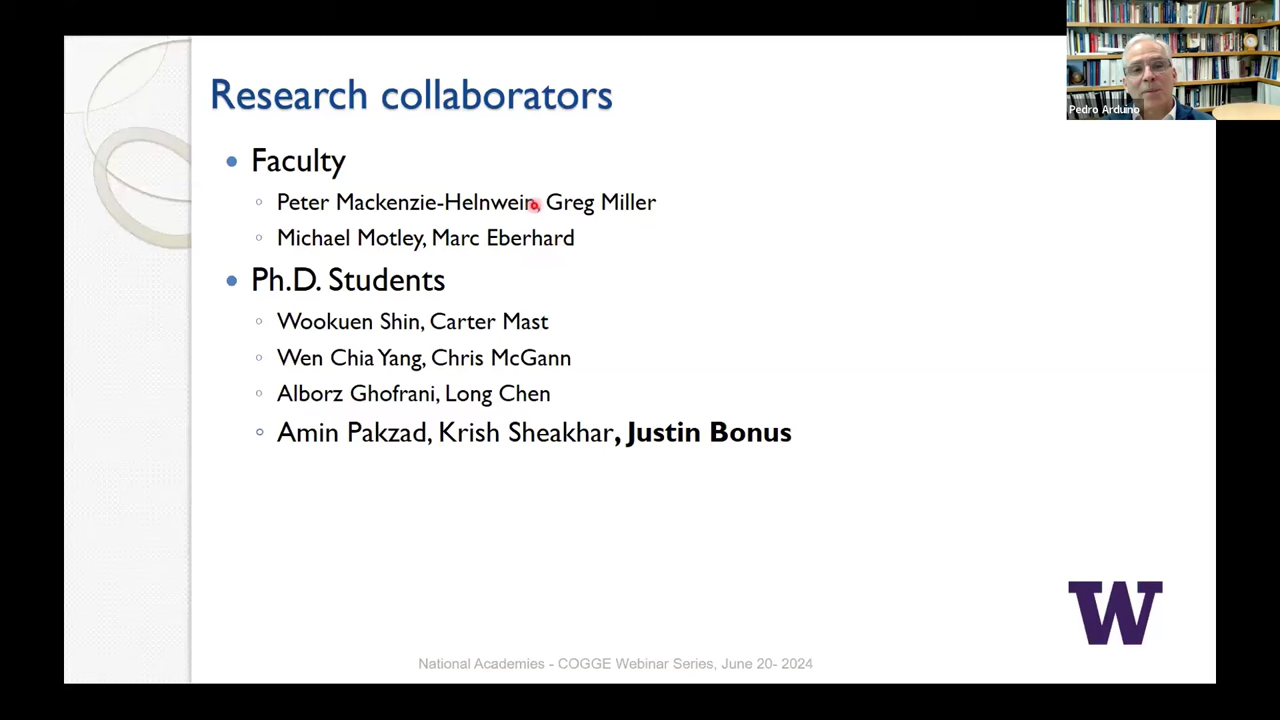 Research collaborators
Pedro Arduino
Faculty
Peter Mackenzie-Helnwein, Greg Miller
Michael Motley, Marc Eberhard
Ph.D. Students
Wookuen Shin, Carter Mast
Wen Chia Yang, Chris McGann
Alborz Ghofrani, Long Chen
Amin Pakzad, Krish Sheakhar, Justin Bonus
W
National Academies - COGGE Webinar Series, June 20- 2024